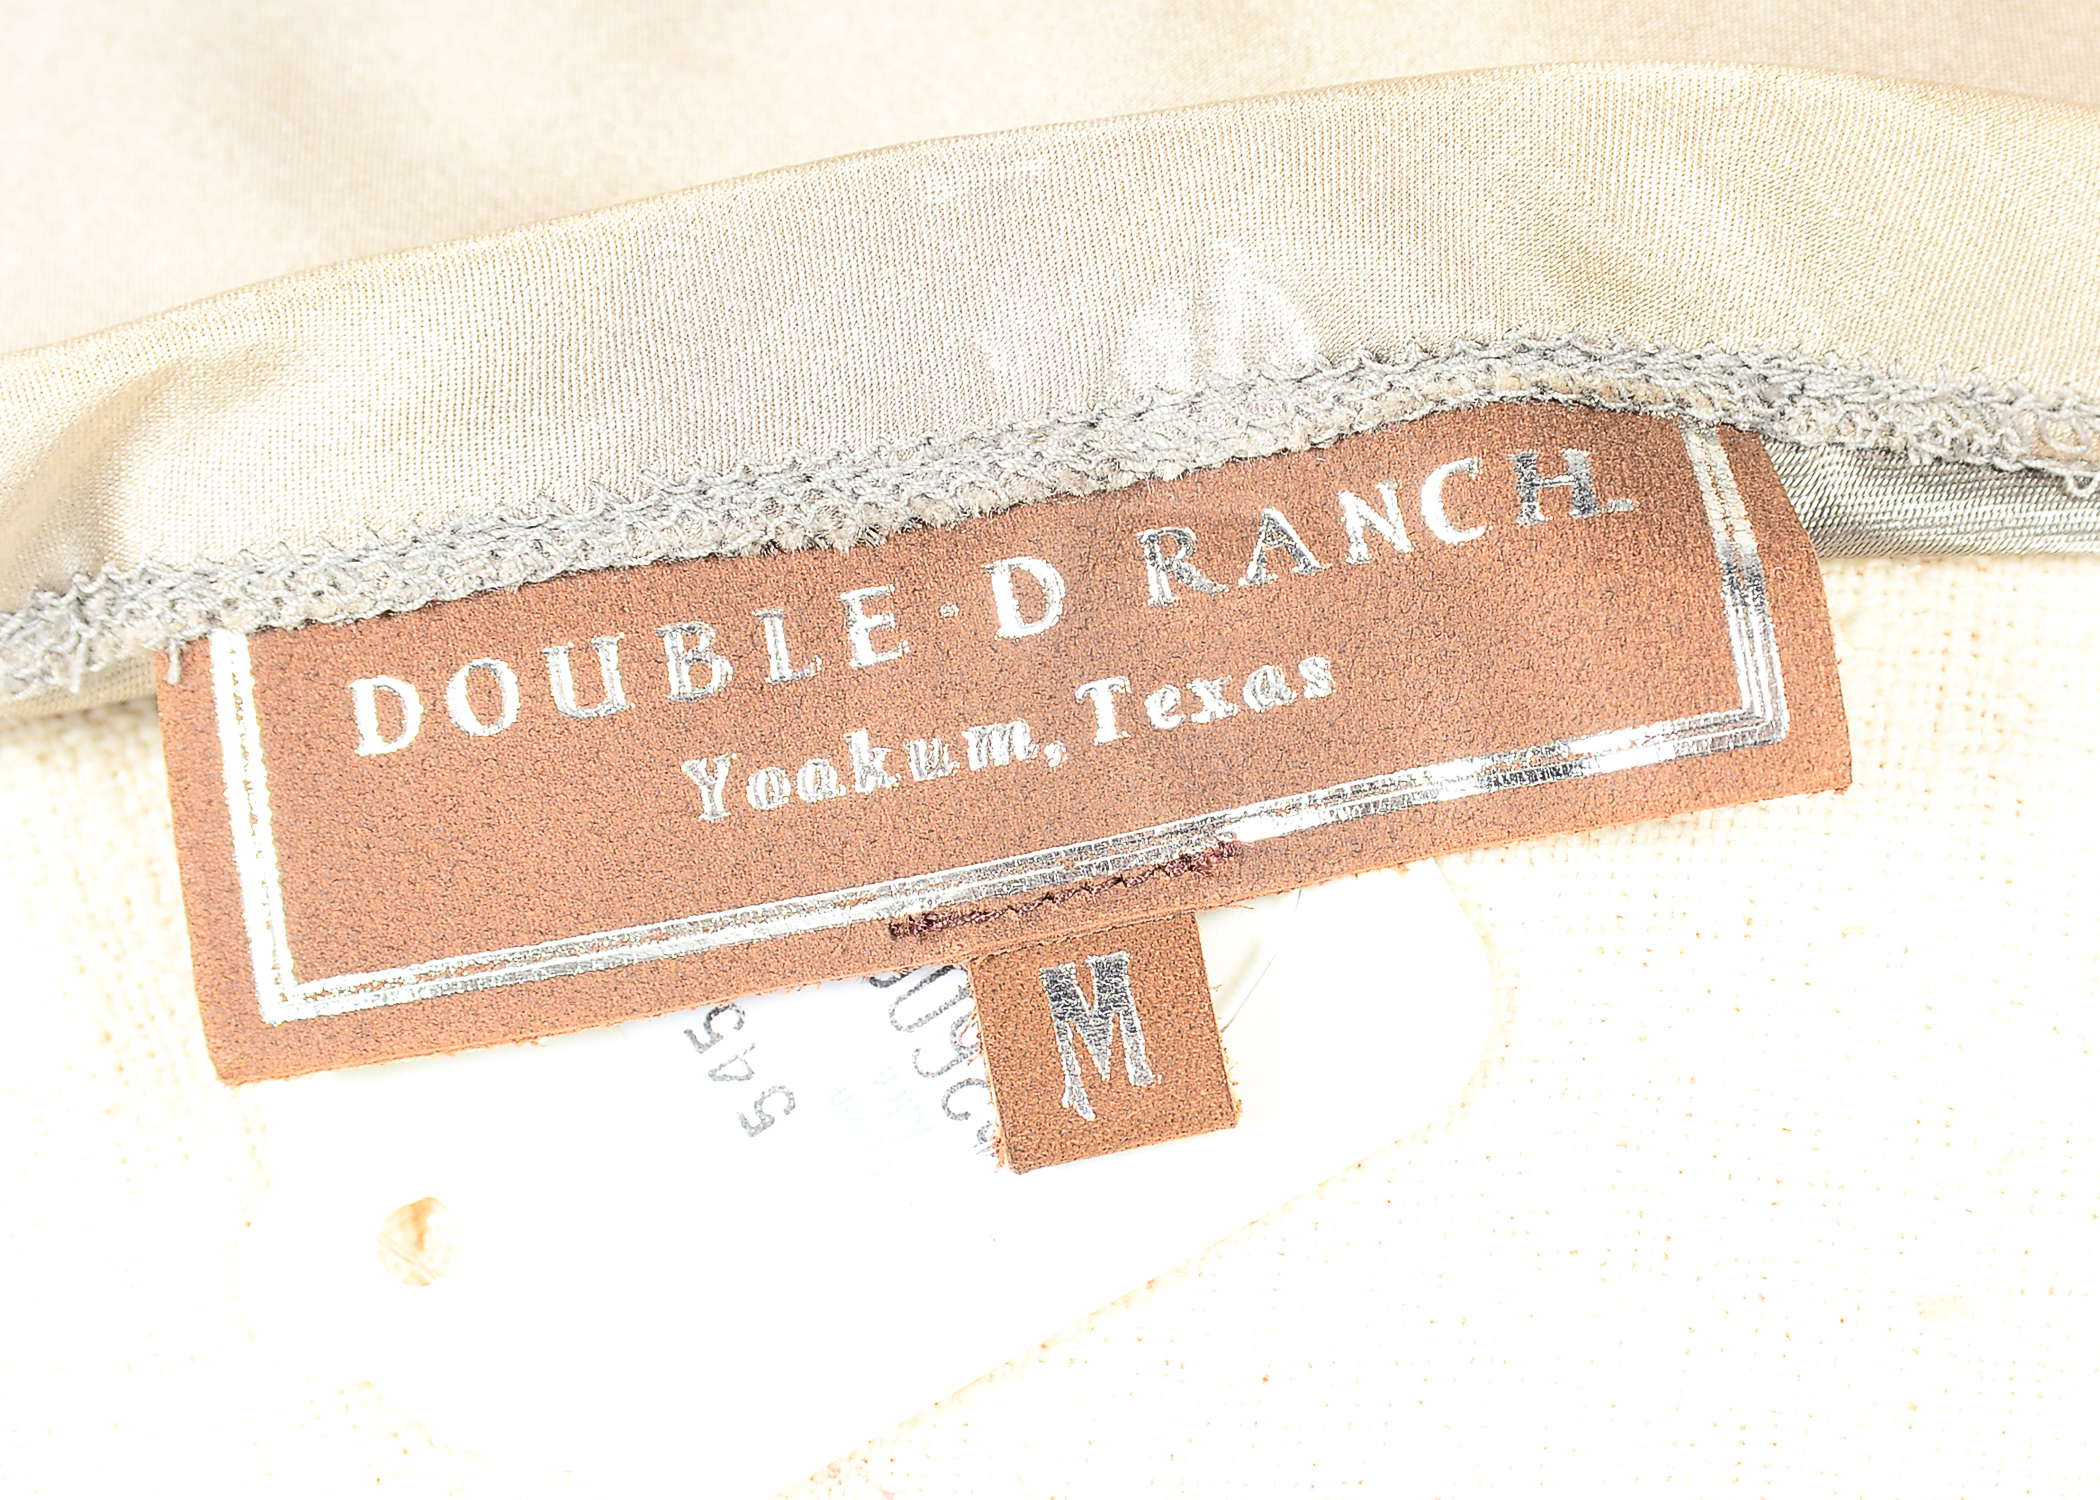 DOUBLE·D RANCH.
Yoakum, Texas
M